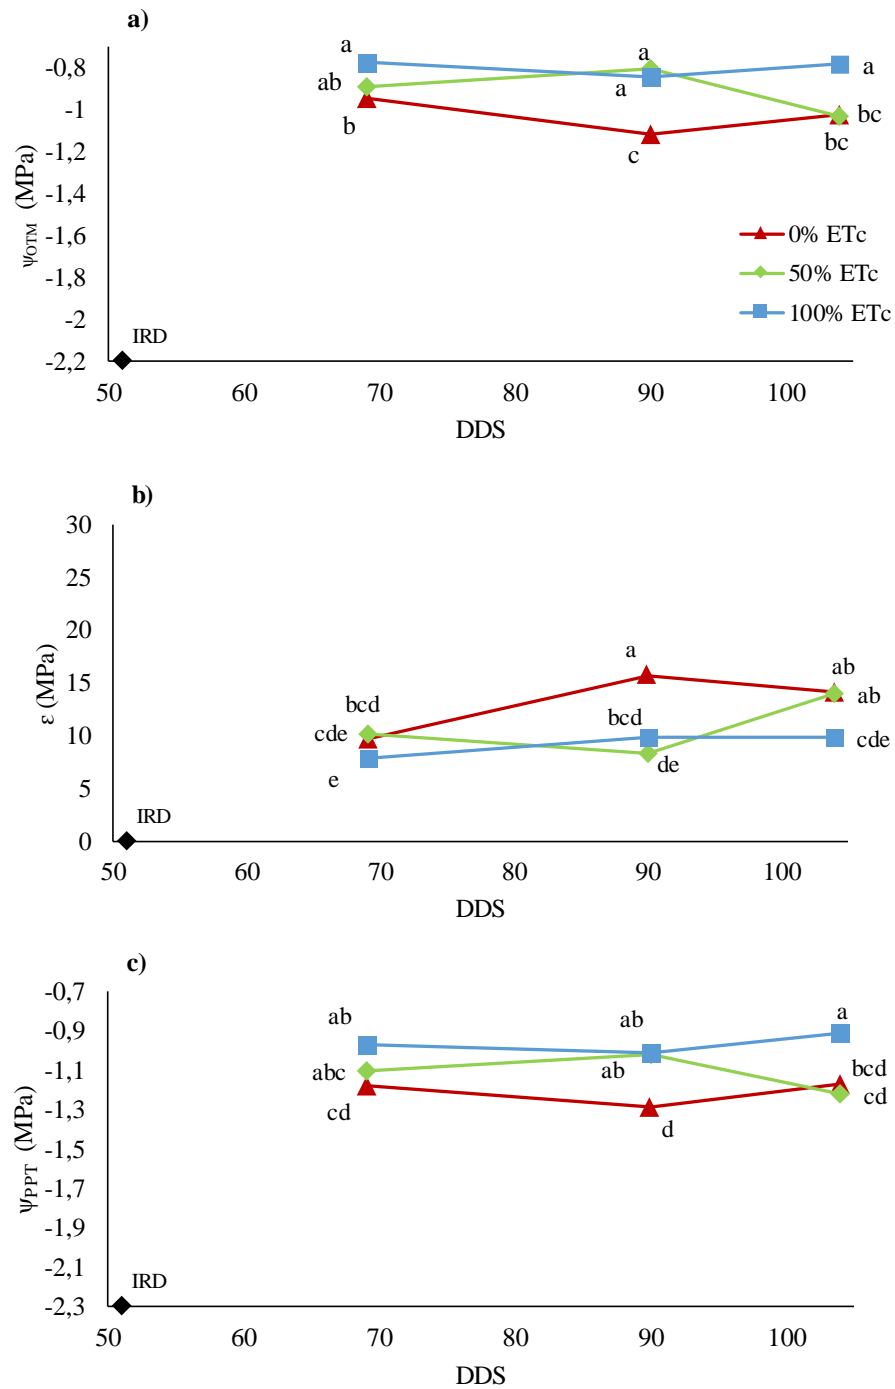 a)
-0,8
-1
-1,2
-1,4
-1,6
-1,8
-2
-2,2
ΨOTM (MPa)
a
ab
b
a
a
c
a
bc
bc
0% ETc
50% ETc
100% ETc
IRD
50 60 70 80 90 100
DDS
b)
30
25
20
15
10
5
0
ε (MPa)
bcd
cde
e
a
bcd
de
ab
ab
cde
IRD
50 60 70 80 90 100
DDS
c)
-0,7
-0,9
-1,1
-1,3
-1,5
-1,7
-1,9
-2,1
-2,3
ΨPPT (MPa)
ab
abc
cd
ab
ab
d
a
bcd
cd
IRD
50 60 70 80 90 100
DDS